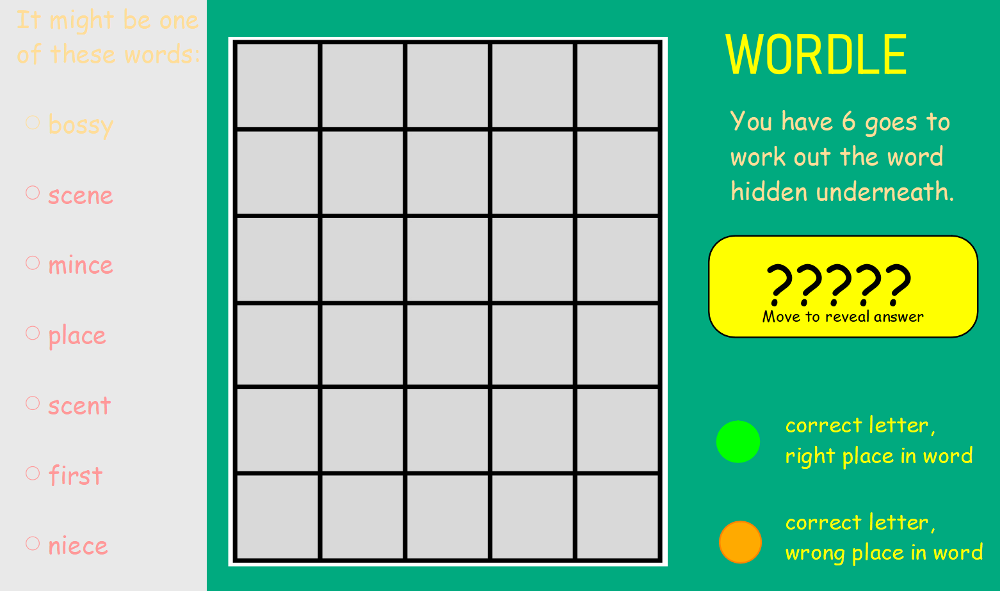 It might be one
of these words:
bossy
scene
mince
place
scent
first
niece
WORDLE
You have 6 goes to
work out the word
hidden underneath.
?????
Move to reveal answer
correct letter,
right place in word
correct letter,
wrong place in word